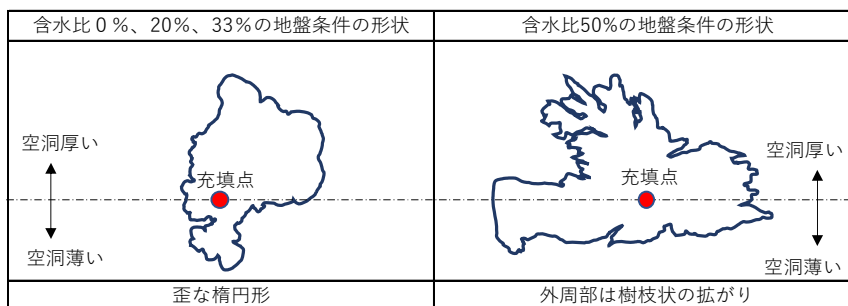 含水比０%、20%、33%の地盤条件の形状
含水比50%の地盤条件の形状
空洞厚い
充填点
空洞薄い
空洞厚い
充填点
空洞薄い
歪な楕円形
外周部は樹枝状の拡がり